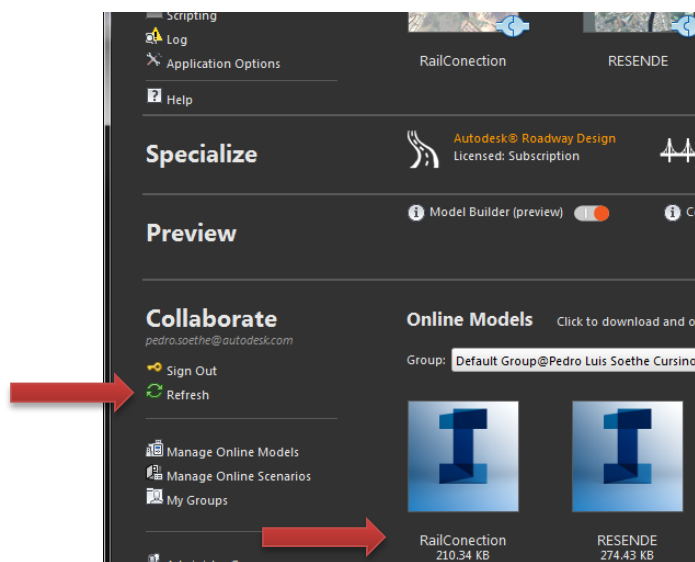 Scripting
Log
Application Options
Help
RailConection
RESENDE
Specialize
Autodesk® Roadway Design
Licensed: Subscription
Preview
Model Builder (preview)
Collaborate
pedro.soethe@autodesk.com
Sign Out
Refresh
Manage Online Models
Manage Online Scenarios
My Groups
Online Models
Click to download and o
Group: Default Group@Pedro Luis Soethe Cursino
RailConection
210.34 KB
RESENDE
274.43 KB